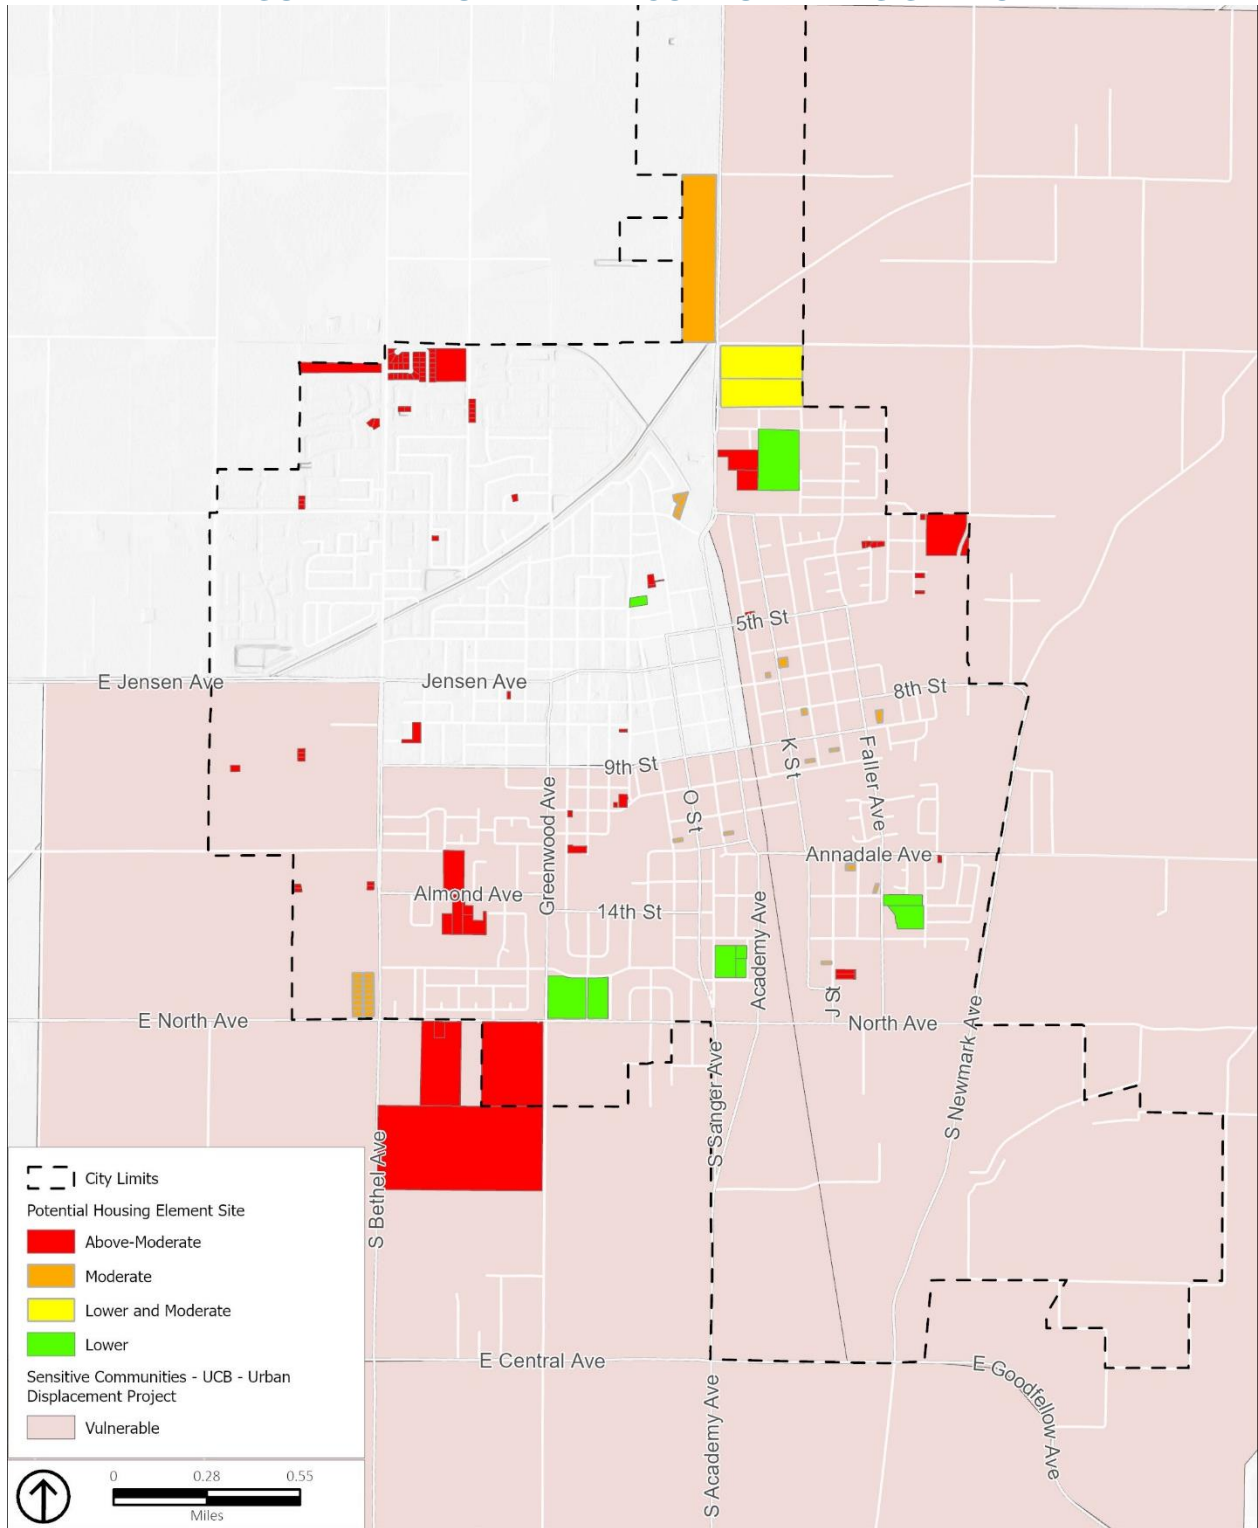 5th St
E Jensen Ave
Jensen Ave
8th St
9th St
K St
Faller Ave
O St
Greenwood Ave
Annadale Ave
Almond Ave
14th St
Academy Ave
J St
E North Ave
North Ave
S Newmark Ave
S Sanger Ave
S Bethel Ave
E Central Ave
E Goodfellow Ave
S Academy Ave
City Limits
Potential Housing Element Site
Above-Moderate
Moderate
Lower and Moderate
Lower
Sensitive Communities - UCB - Urban
Displacement Project
Vulnerable
0 0.28 0.55
Miles